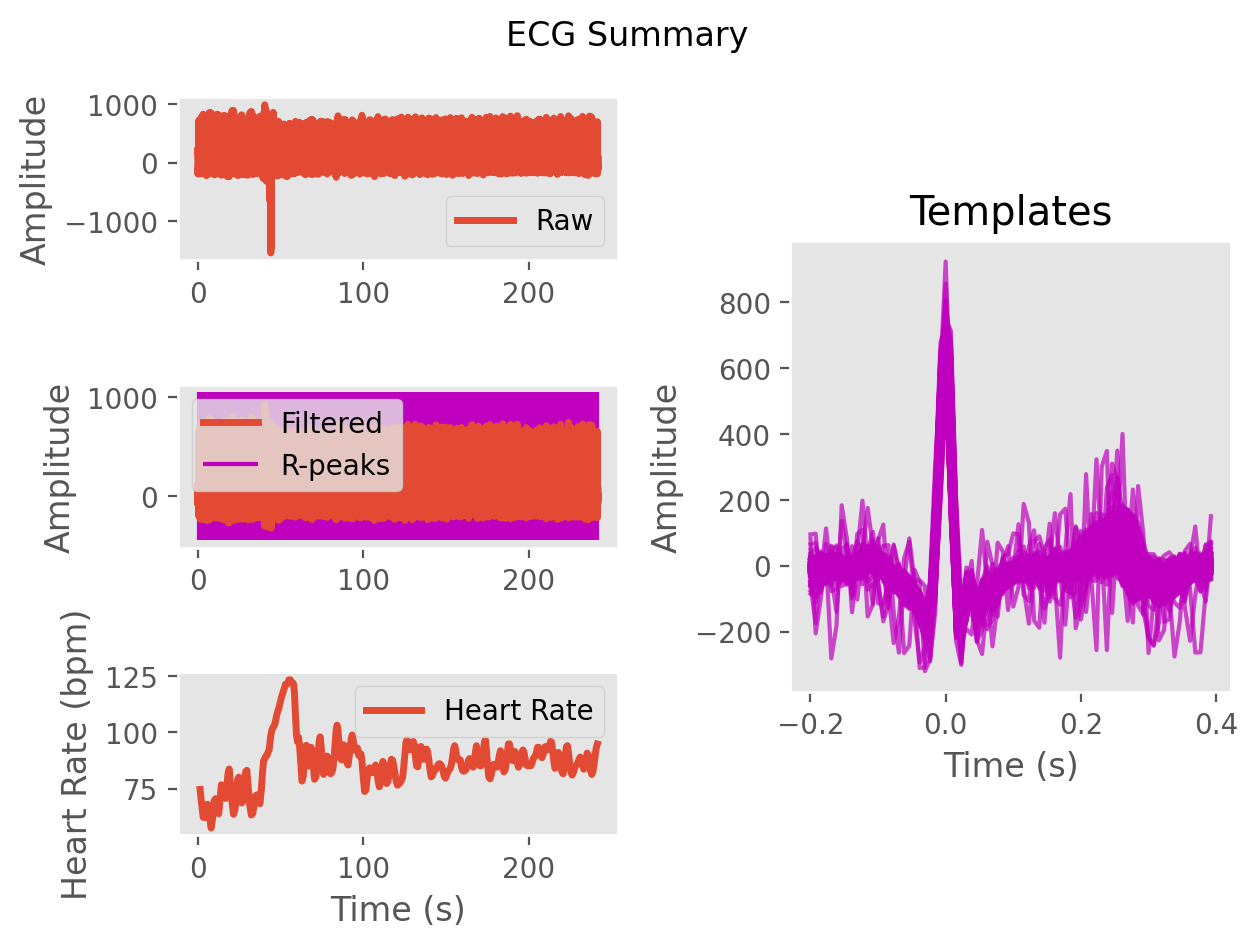 ECG Summary
Amplitude
1000
0
−1000
Raw
0
100
200
Amplitude
1000
0
Filtered
R-peaks
0
100
200
Heart Rate (bpm)
125
100
75
Heart Rate
0
100
200
Time (s)
Templates
Amplitude
800
600
400
200
0
−200
−0.2
0.0
0.2
0.4
Time (s)